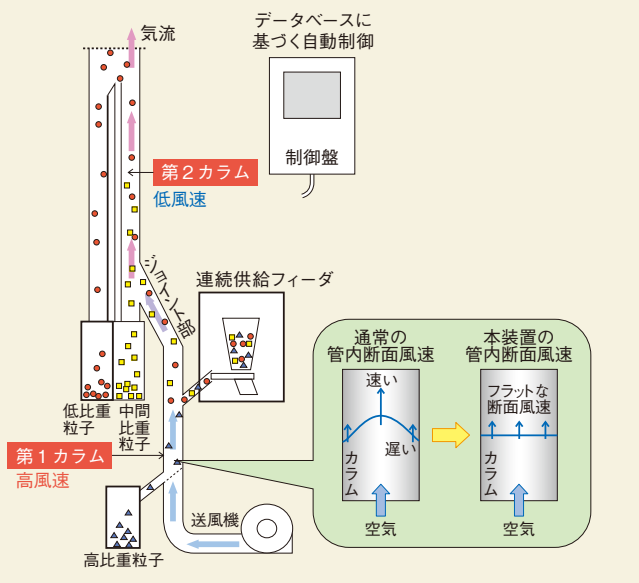 気流
データベースに
基づく自動制御
制御盤
第2カラム
低風速
ジョイント部
連続供給フィーダ
低比重
粒子
中間
比重
粒子
第1カラム
高風速
高比重粒子
送風機
通常の
管内断面風速
速い
遅い
カラム
空気
本装置の
管内断面風速
フラットな
断面風速
カラム
空気